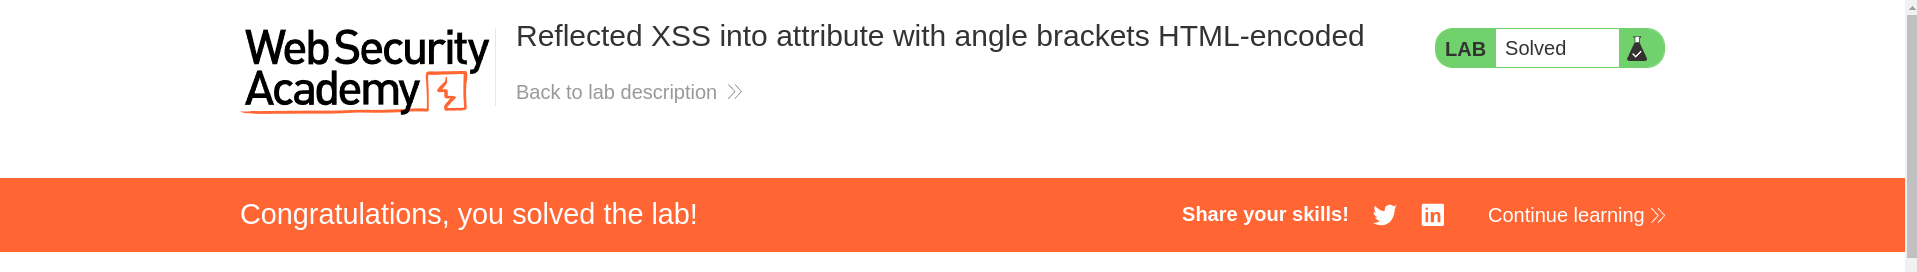 Web Security
Academy
Reflected XSS into attribute with angle brackets HTML-encoded
Back to lab description
LAB Solved
Congratulations, you solved the lab!
Share your skills!
Continue learning